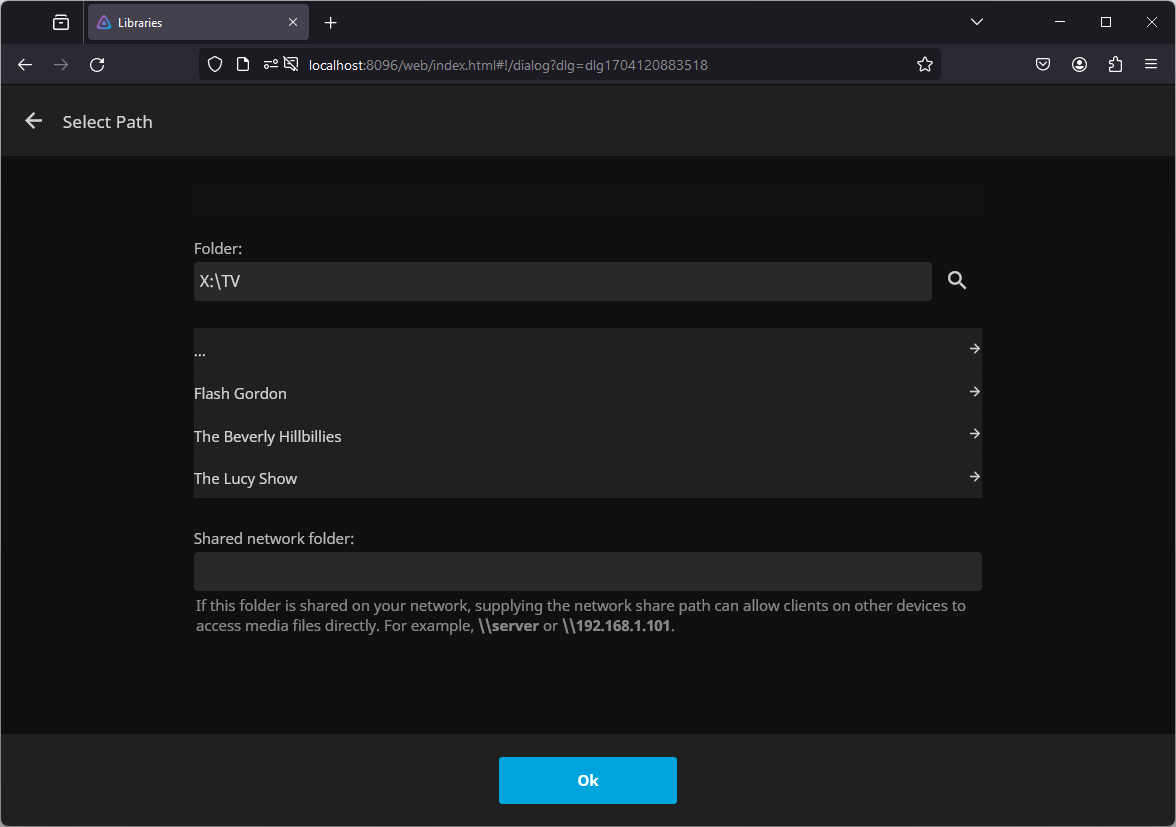 Libraries
localhost:8096/web/index.html#!/dialog?dlg=dlg1704120883518
Select Path
Folder:
X:\TV
...
Flash Gordon
The Beverly Hillbillies
The Lucy Show
Shared network folder:
If this folder is shared on your network, supplying the network share path can allow clients on other devices to
access media files directly. For example, \\server or \\192.168.1.101.
Ok